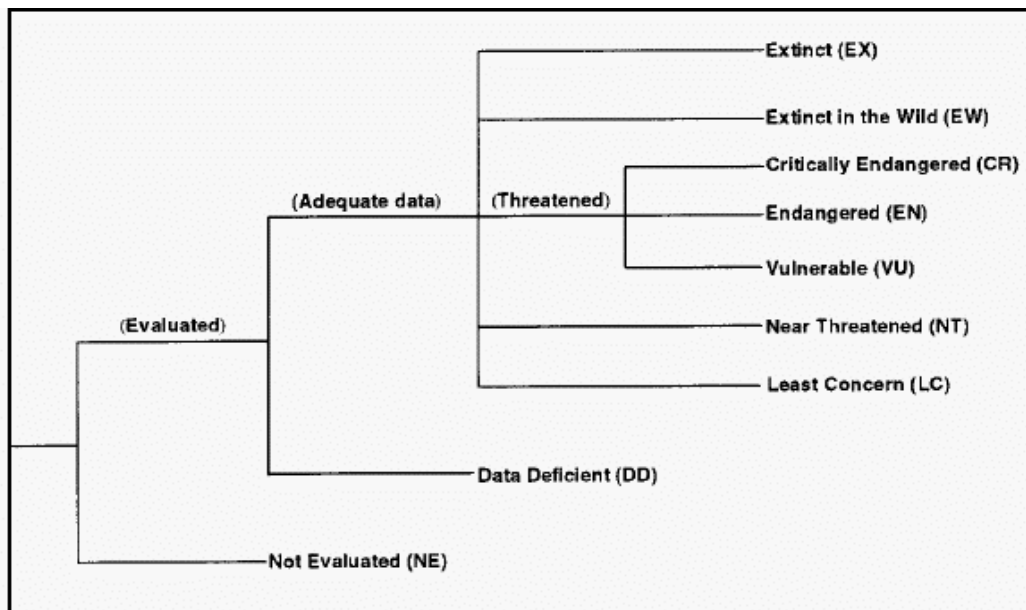 Extinct (EX)
Extinct in the Wild (EW)
Critically Endangered (CR)
(Adequate data)
(Threatened)
Endangered (EN)
Vulnerable (VU)
(Evaluated)
Near Threatened (NT)
Least Concern (LC)
Data Deficient (DD)
Not Evaluated (NE)